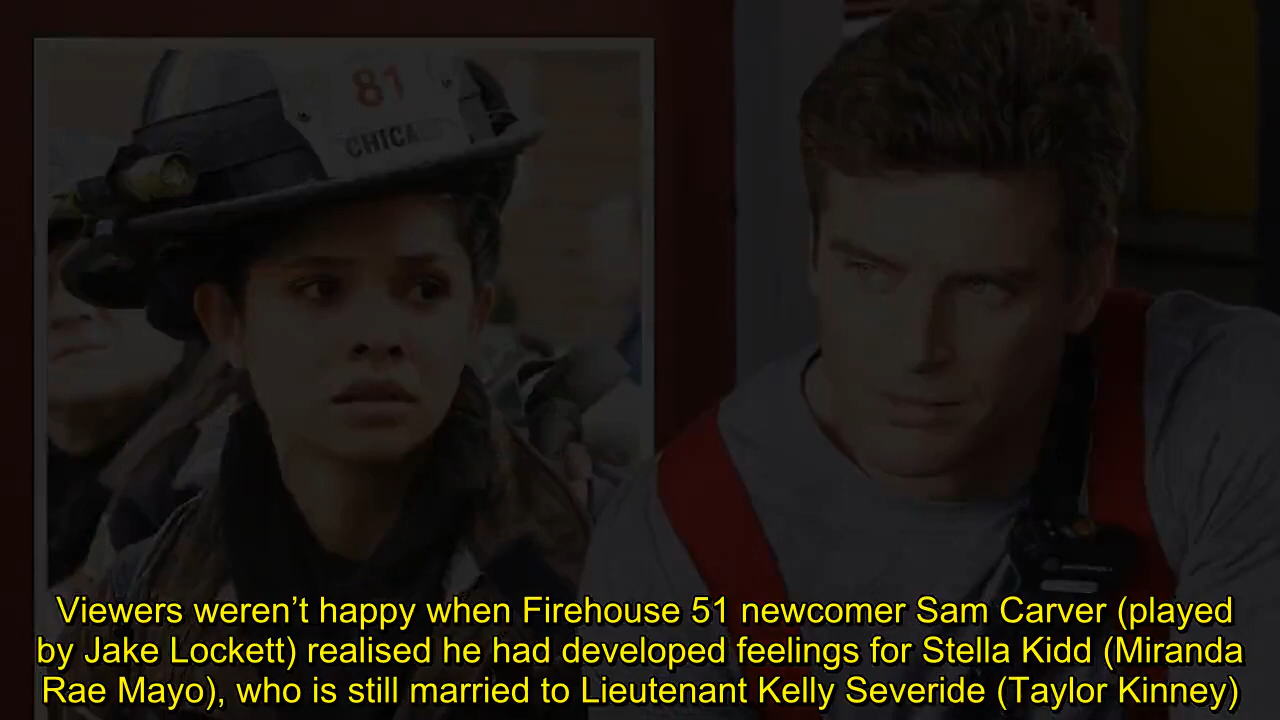 81
CHICA
Viewers weren’t happy when Firehouse 51 newcomer Sam Carver (played
by Jake Lockett) realised he had developed feelings for Stella Kidd (Miranda
Rae Mayo), who is still married to Lieutenant Kelly Severide (Taylor Kinney)